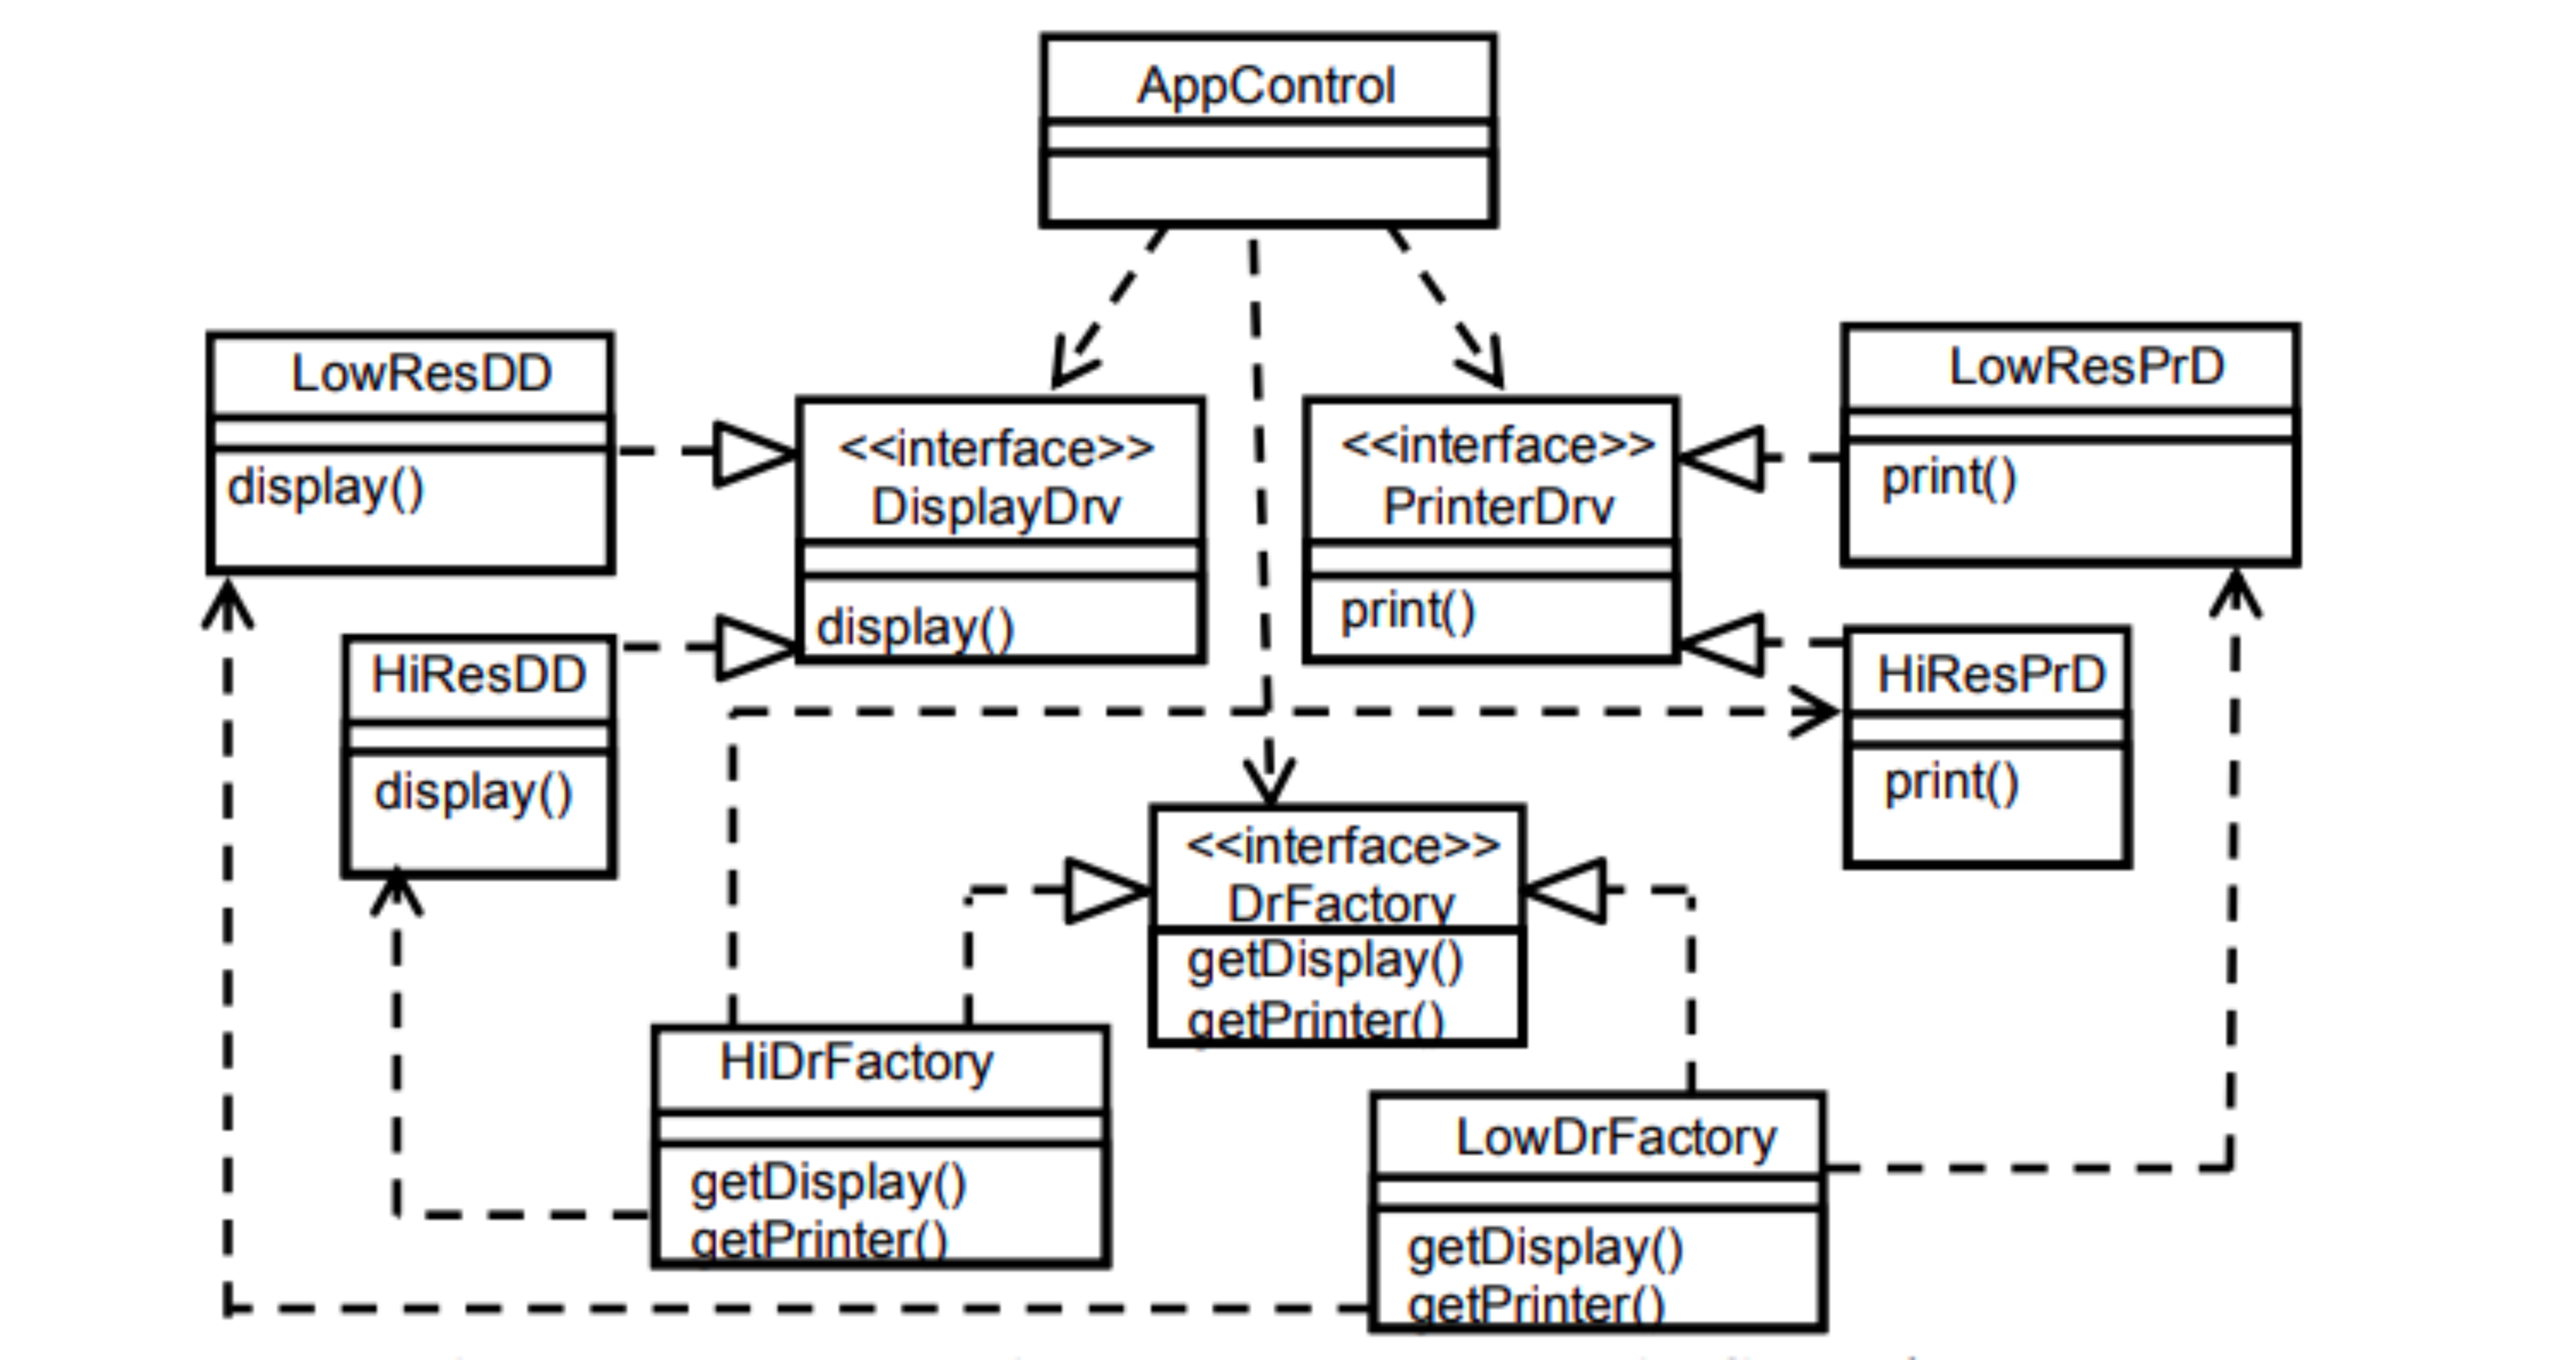 AppControl
LowResDD
display()
<<interface>>
DisplayDrv
display()
<<interface>>
PrinterDrv
print()
LowResPrD
print()
HiResDD
display()
HiResPrD
print()
<<interface>>
DrFactory
getDisplay()
getPrinter()
HiDrFactory
getDisplay()
getPrinter()
LowDrFactory
getDisplay()
getPrinter()